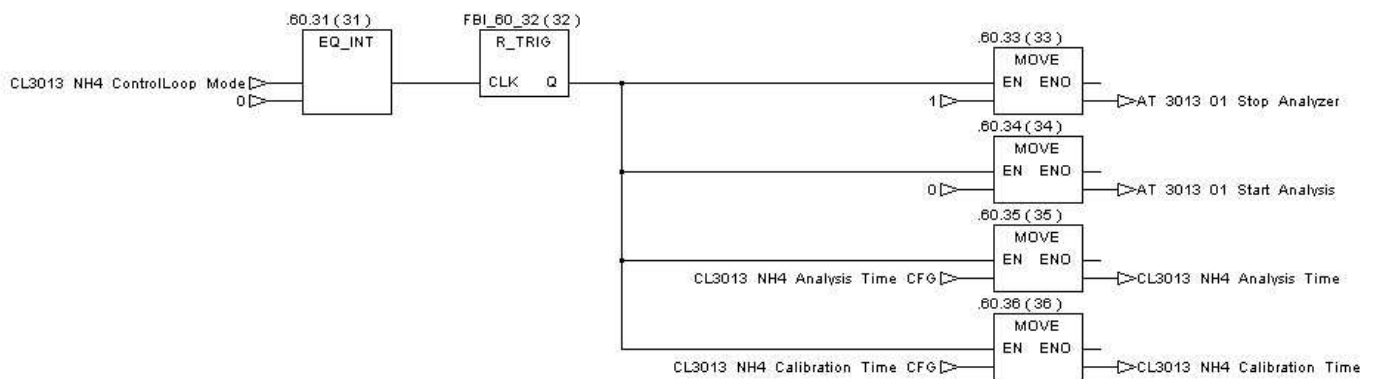 .60.31 (31)
EQ_INT
CL3013 NH4 ControlLoop Mode
0
FBI_60_32 (32)
R_TRIG
CLK Q
.60.33 (33)
MOVE
EN ENO
1
AT 3013 01 Stop Analyzer
.60.34 (34)
MOVE
EN ENO
0
AT 3013 01 Start Analysis
.60.35 (35)
MOVE
EN ENO
CL3013 NH4 Analysis Time CFG
CL3013 NH4 Analysis Time
.60.36 (36)
MOVE
EN ENO
CL3013 NH4 Calibration Time CFG
CL3013 NH4 Calibration Time